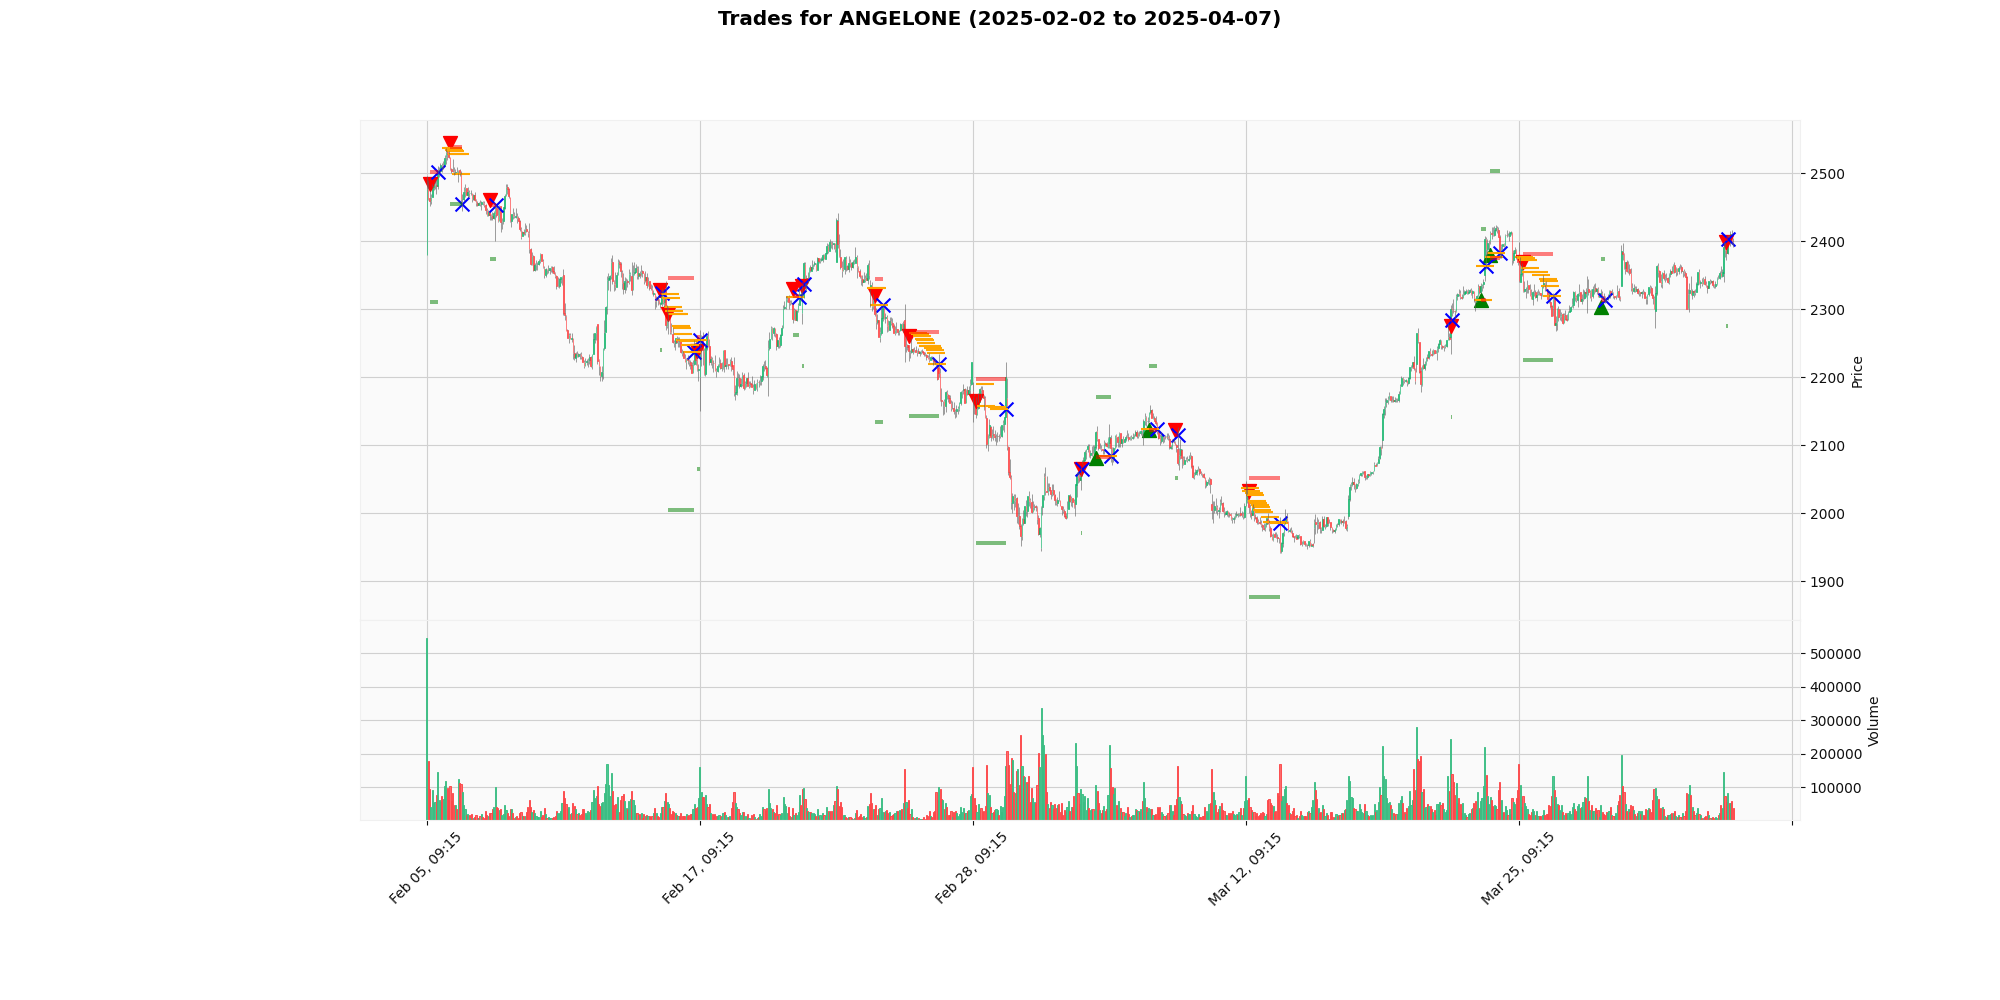 Trades for ANGELONE (2025-02-02 to 2025-04-07)
2500
2400
2300
2200
2100
2000
1900
Price
500000
400000
300000
200000
100000
Volume
Feb 05, 09:15
Feb 17, 09:15
Feb 28, 09:15
Mar 12, 09:15
Mar 25, 09:15